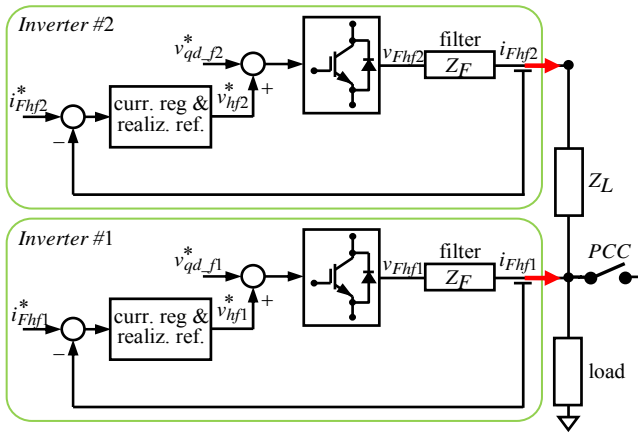 Inverter #2
v*qd_f2
i*Fhf2
curr. reg &
realiz. ref.
v*hf2
+
−
vFhf2
filter
ZF
iFhf2
ZL
Inverter #1
v*qd_f1
i*Fhf1
curr. reg &
realiz. ref.
v*hf1
+
−
vFhf1
filter
ZF
iFhf1
PCC
load